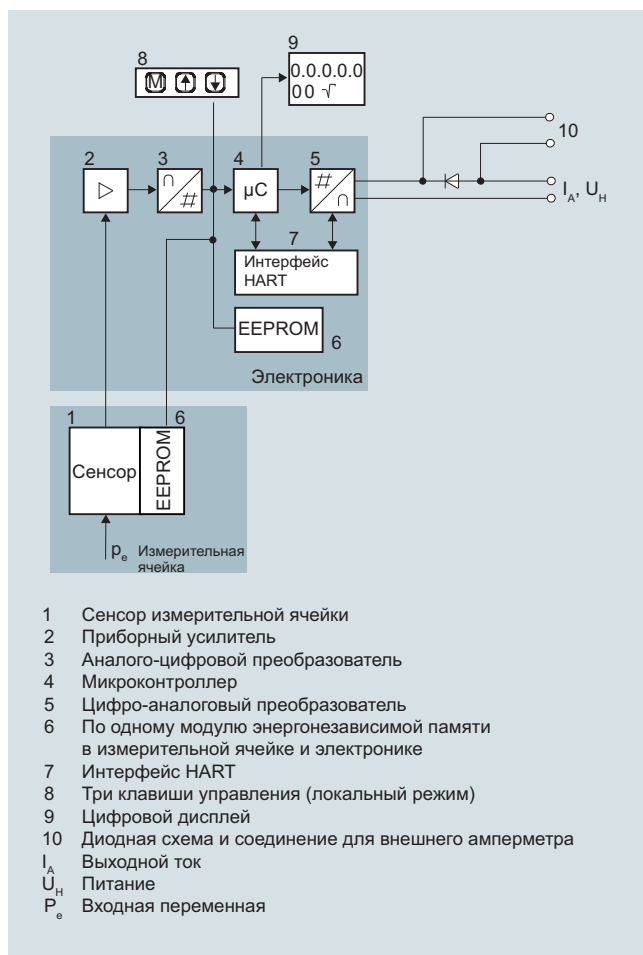 8
M
9
0.0.0.0.0
00 √
10
2
3
4
5
∩
#
µC
#
∩
I_A, U_H
7
Интерфейс
HART
EEPROM
6
Электроника
1
6
Сенсор
EEPROM
p_e Измерительная
ячейка
1 Сенсор измерительной ячейки
2 Приборный усилитель
3 Аналого-цифровой преобразователь
4 Микроконтроллер
5 Цифро-аналоговый преобразователь
6 По одному модулю энергонезависимой памяти
в измерительной ячейке и электронике
7 Интерфейс HART
8 Три клавиши управления (локальный режим)
9 Цифровой дисплей
10 Диодная схема и соединение для внешнего амперметра
I_A Выходной ток
U_H Питание
P_e Входная переменная